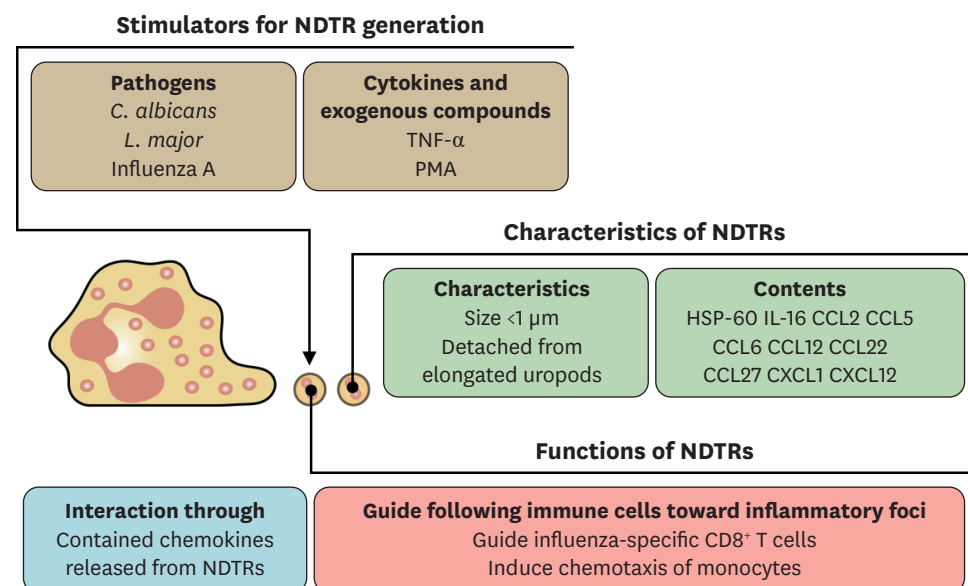 Stimulators for NDTR generation
Pathogens
C. albicans
L. major
Influenza A
Cytokines and
exogenous compounds
TNF-α
PMA
Characteristics of NDTRs
Characteristics
Size <1 μm
Detached from
elongated uropods
Contents
HSP-60 IL-16 CCL2 CCL5
CCL6 CCL12 CCL22
CCL27 CXCL1 CXCL12
Functions of NDTRs
Interaction through
Contained chemokines
released from NDTRs
Guide following immune cells toward inflammatory foci
Guide influenza-specific CD8⁺ T cells
Induce chemotaxis of monocytes